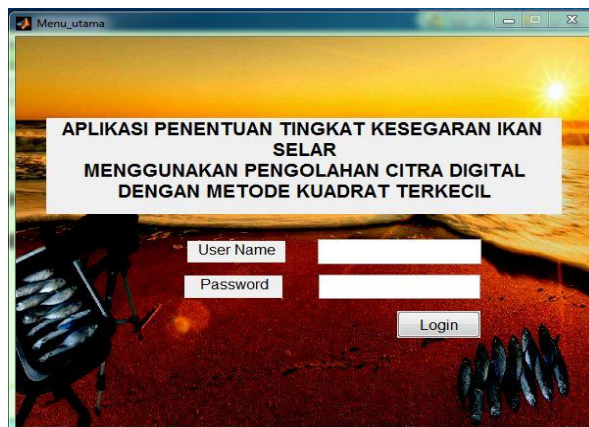 Menu_utama
APLIKASI PENENTUAN TINGKAT KESEGARAN IKAN
SELAR
MENGGUNAKAN PENGOLAHAN CITRA DIGITAL
DENGAN METODE KUADRAT TERKECIL
User Name
Password
Login